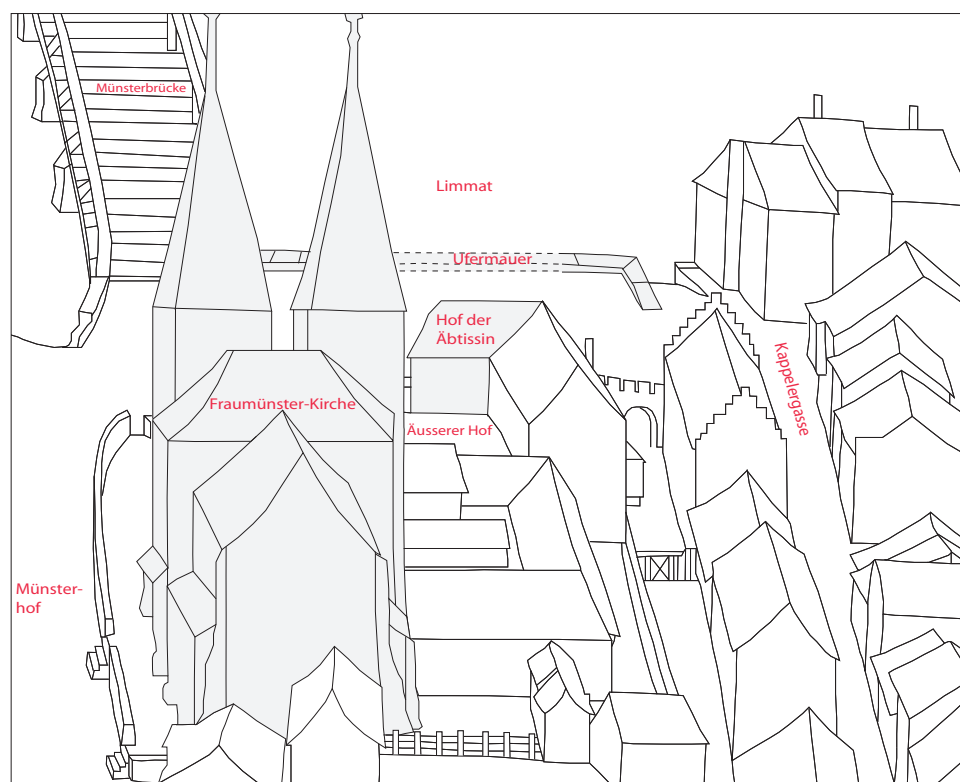 Münsterbrücke
Limmat
Ufermauer
Hof der
Äbtissin
Kappelergasse
Fraumünster-Kirche
Äusserer Hof
Münster-
hof